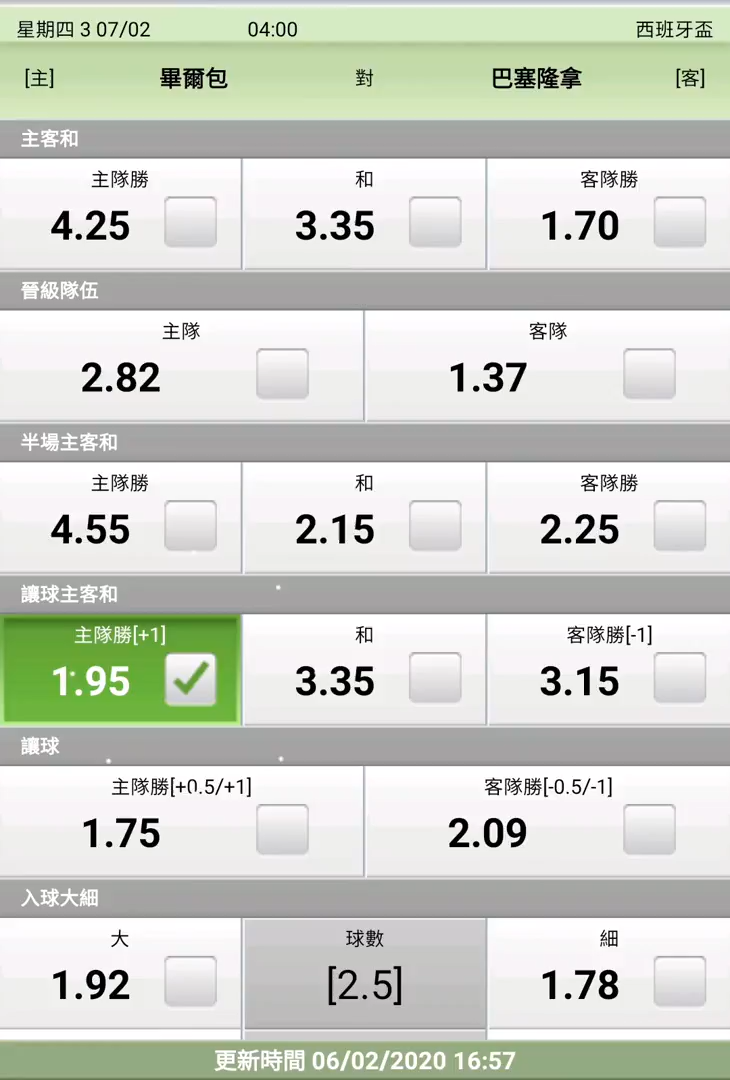 星期四 3 07/02 04:00 西班牙盃
[主] 畢爾包 對 巴塞隆拿 [客]
主客和
主隊勝 和 客隊勝
4.25 3.35 1.70
晉級隊伍
主隊 客隊
2.82 1.37
半場主客和
主隊勝 和 客隊勝
4.55 2.15 2.25
讓球主客和
主隊勝[+1] 和 客隊勝[-1]
1.95 3.35 3.15
讓球
主隊勝[+0.5/+1] 客隊勝[-0.5/-1]
1.75 2.09
入球大細
大 球數 細
1.92 [2.5] 1.78
更新時間 06/02/2020 16:57